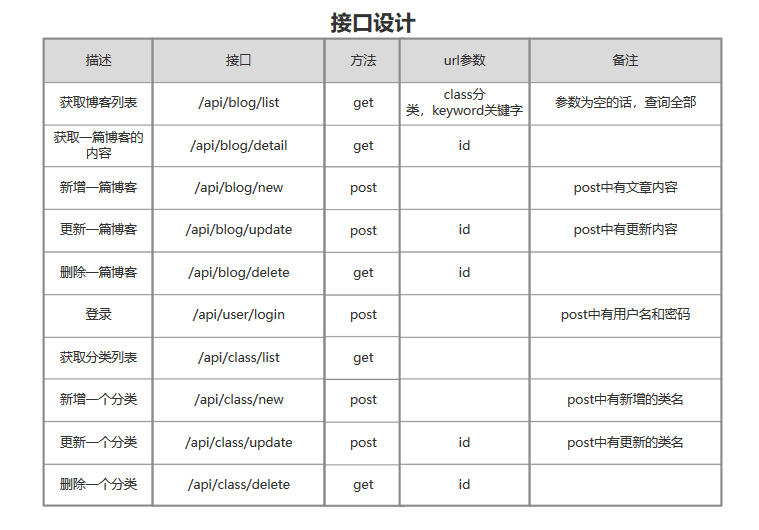 接口设计
描述 接口 方法 url参数 备注
获取博客列表 /api/blog/list get class分类，keyword关键字 参数为空的话，查询全部
获取一篇博客的内容 /api/blog/detail get id
新增一篇博客 /api/blog/new post post中有文章内容
更新一篇博客 /api/blog/update post id post中有更新内容
删除一篇博客 /api/blog/delete get id
登录 /api/user/login post post中有用户名和密码
获取分类列表 /api/class/list get
新增一个分类 /api/class/new post post中有新增的类名
更新一个分类 /api/class/update post id post中有更新的类名
删除一个分类 /api/class/delete get id